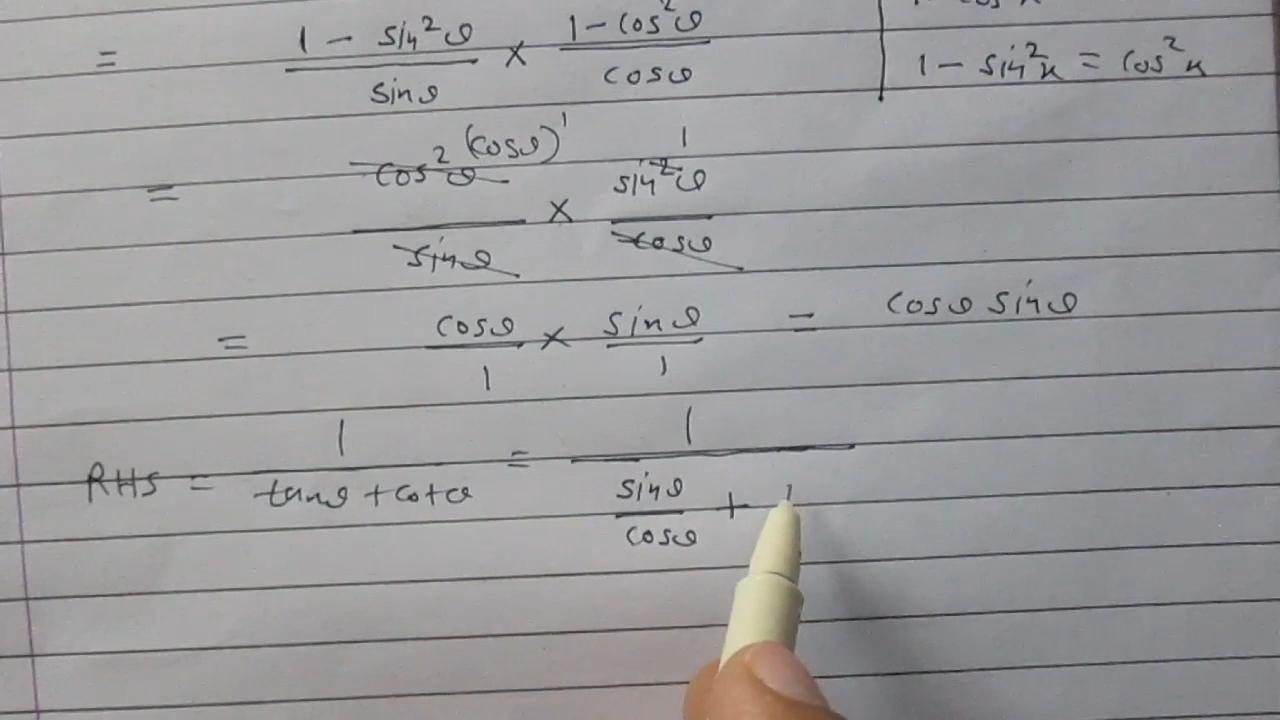 = (1 - sin²θ)/sinθ × (1 - cos²θ)/cosθ
1 - sin²x = cos²x
= cos²θ (cosθ)¹/sinθ × sin²θ ¹/cosθ
= cosθ/1 × sinθ/1 = cosθ sinθ
RHS = 1/(tanθ + cotθ) = 1/(sinθ/cosθ +